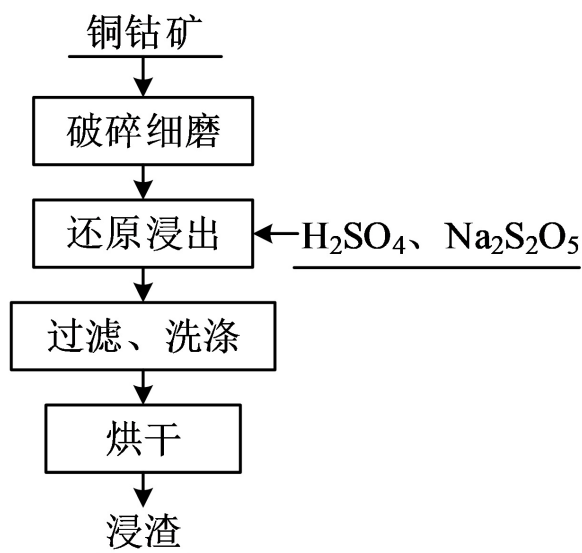 铜钴矿
破碎细磨
还原浸出
H₂SO₄、Na₂S₂O₅
过滤、洗涤
烘干
浸渣